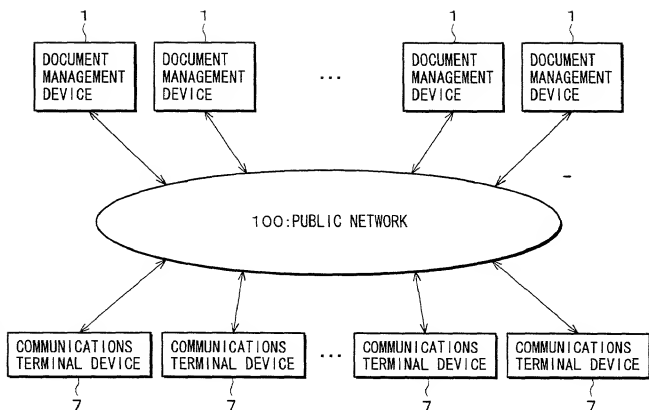 1 1 1 1
DOCUMENT MANAGEMENT DEVICE
DOCUMENT MANAGEMENT DEVICE
...
DOCUMENT MANAGEMENT DEVICE
DOCUMENT MANAGEMENT DEVICE
100:PUBLIC NETWORK
COMMUNICATIONS TERMINAL DEVICE
COMMUNICATIONS TERMINAL DEVICE
...
COMMUNICATIONS TERMINAL DEVICE
COMMUNICATIONS TERMINAL DEVICE
7 7 7 7